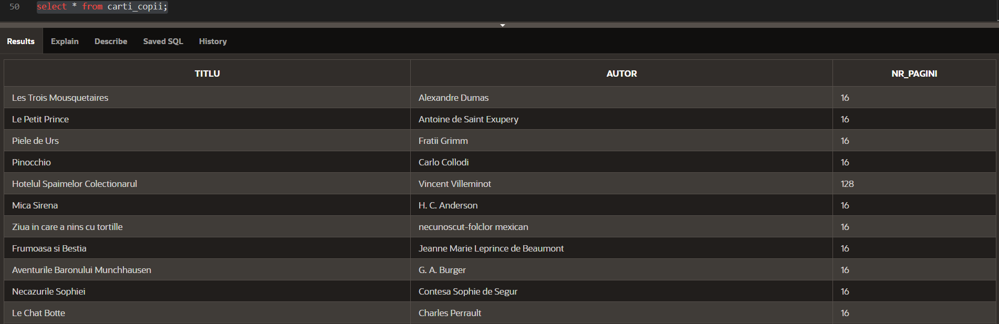 50 select * from carti_copii;
Results Explain Describe Saved SQL History
TITLU AUTOR NR_PAGINI
Les Trois Mousquetaires Alexandre Dumas 16
Le Petit Prince Antoine de Saint Exupery 16
Piele de Urs Fratii Grimm 16
Pinocchio Carlo Collodi 16
Hotelul Spaimelor Colectionarul Vincent Villeminot 128
Mica Sirena H. C. Anderson 16
Ziua in care a nins cu tortille necunoscut-folclor mexican 16
Frumoasa si Bestia Jeanne Marie Leprince de Beaumont 16
Aventurile Baronului Munchhausen G. A. Burger 16
Necazurile Sophiei Contesa Sophie de Segur 16
Le Chat Botte Charles Perrault 16